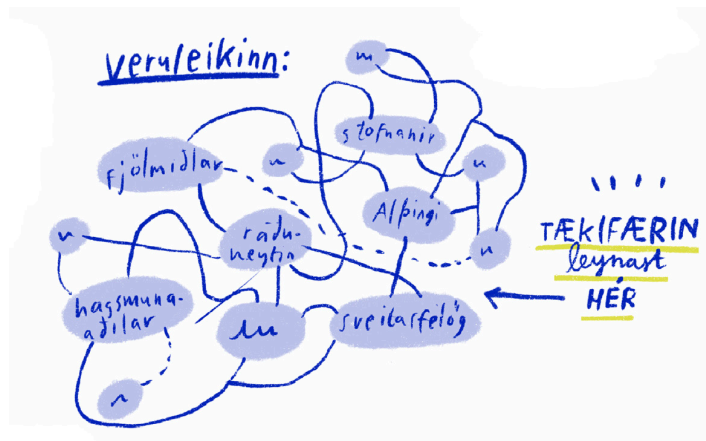 veruleikinn:
stofnanir
fjölmiðlar
Alþingi
ráðu-
neytin
hagsmuna-
aðilar
sveitarfélög
TÆKIFÆRIN
leynast
HÉR